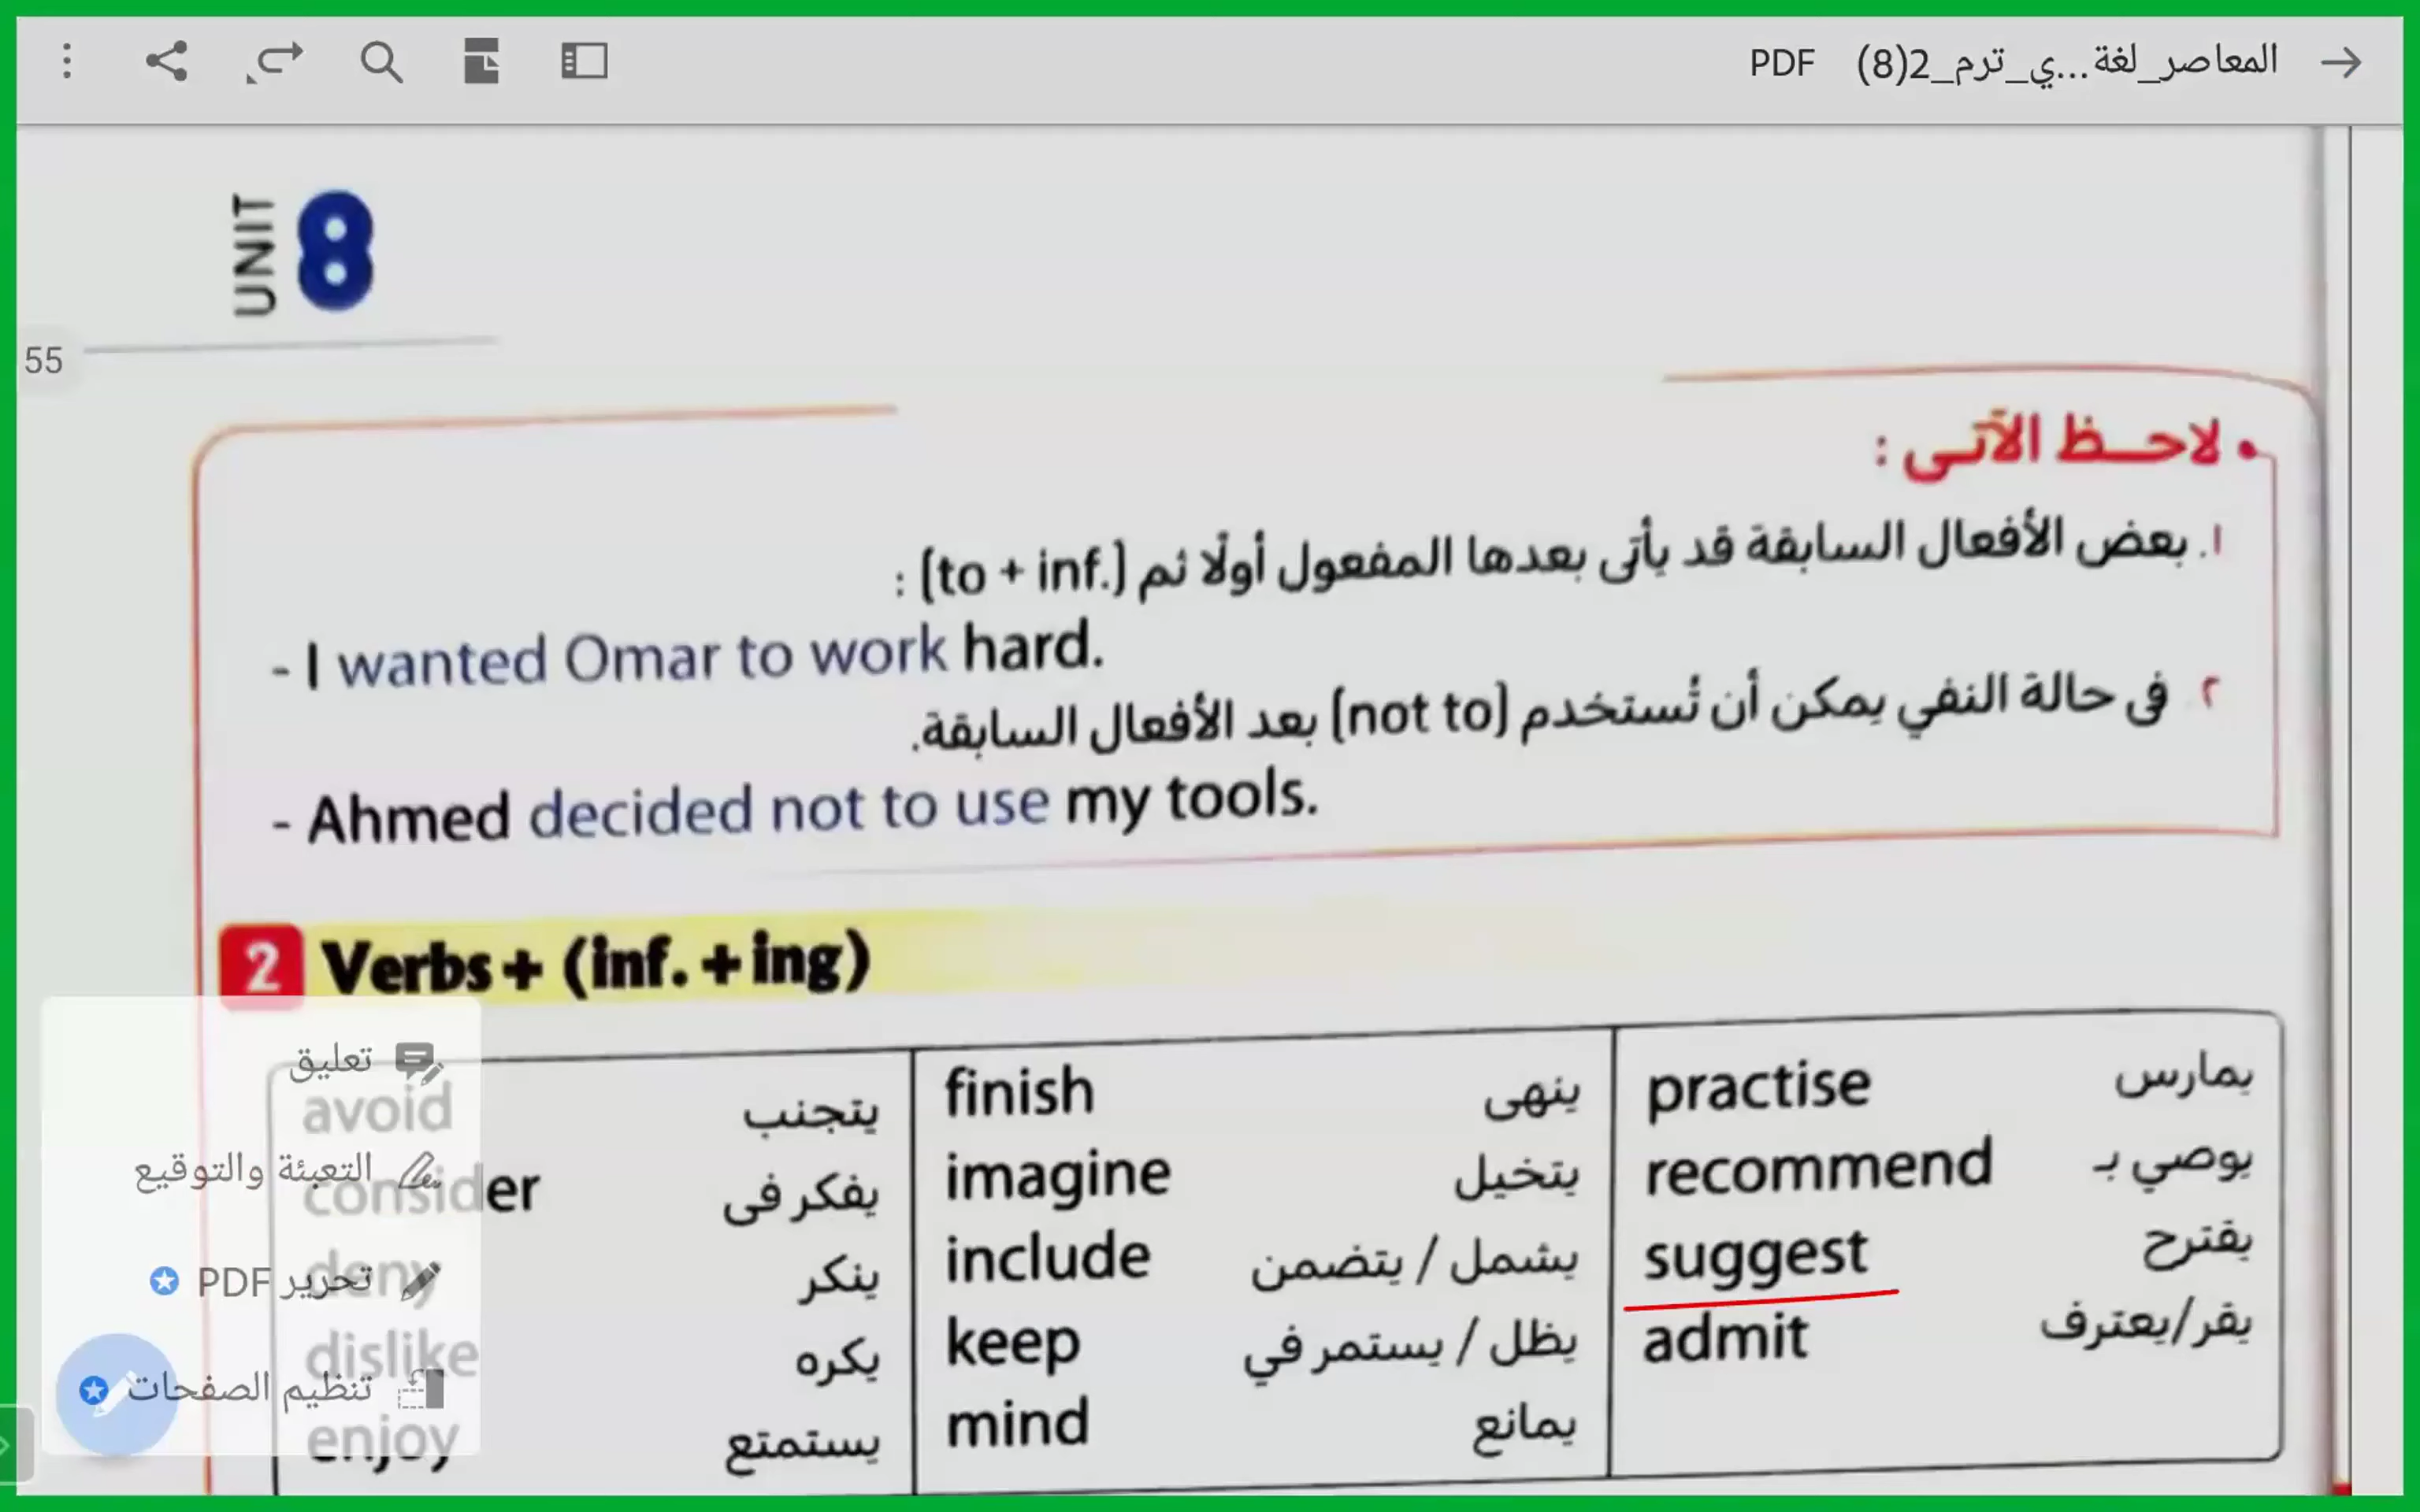 المعاصر_لغة...ي_ترم_2(8) PDF
UNIT 8
55
• لاحظ الآتى :
١. بعض الأفعال السابقة قد يأتى بعدها المفعول أولًا ثم (to + inf.) :
- I wanted Omar to work hard.
٢ فى حالة النفي يمكن أن تُستخدم (not to) بعد الأفعال السابقة.
- Ahmed decided not to use my tools.
2 Verbs + (inf. + ing)
avoid يتجنب
consider يفكر فى
deny ينكر
dislike يكره
enjoy يستمتع
finish ينهى
imagine يتخيل
include يشمل / يتضمن
keep يظل / يستمر في
mind يمانع
practise يمارس
recommend يوصي بـ
suggest يقترح
admit يقر/يعترف
تعليق
التعبئة والتوقيع
تحرير PDF
تنظيم الصفحات